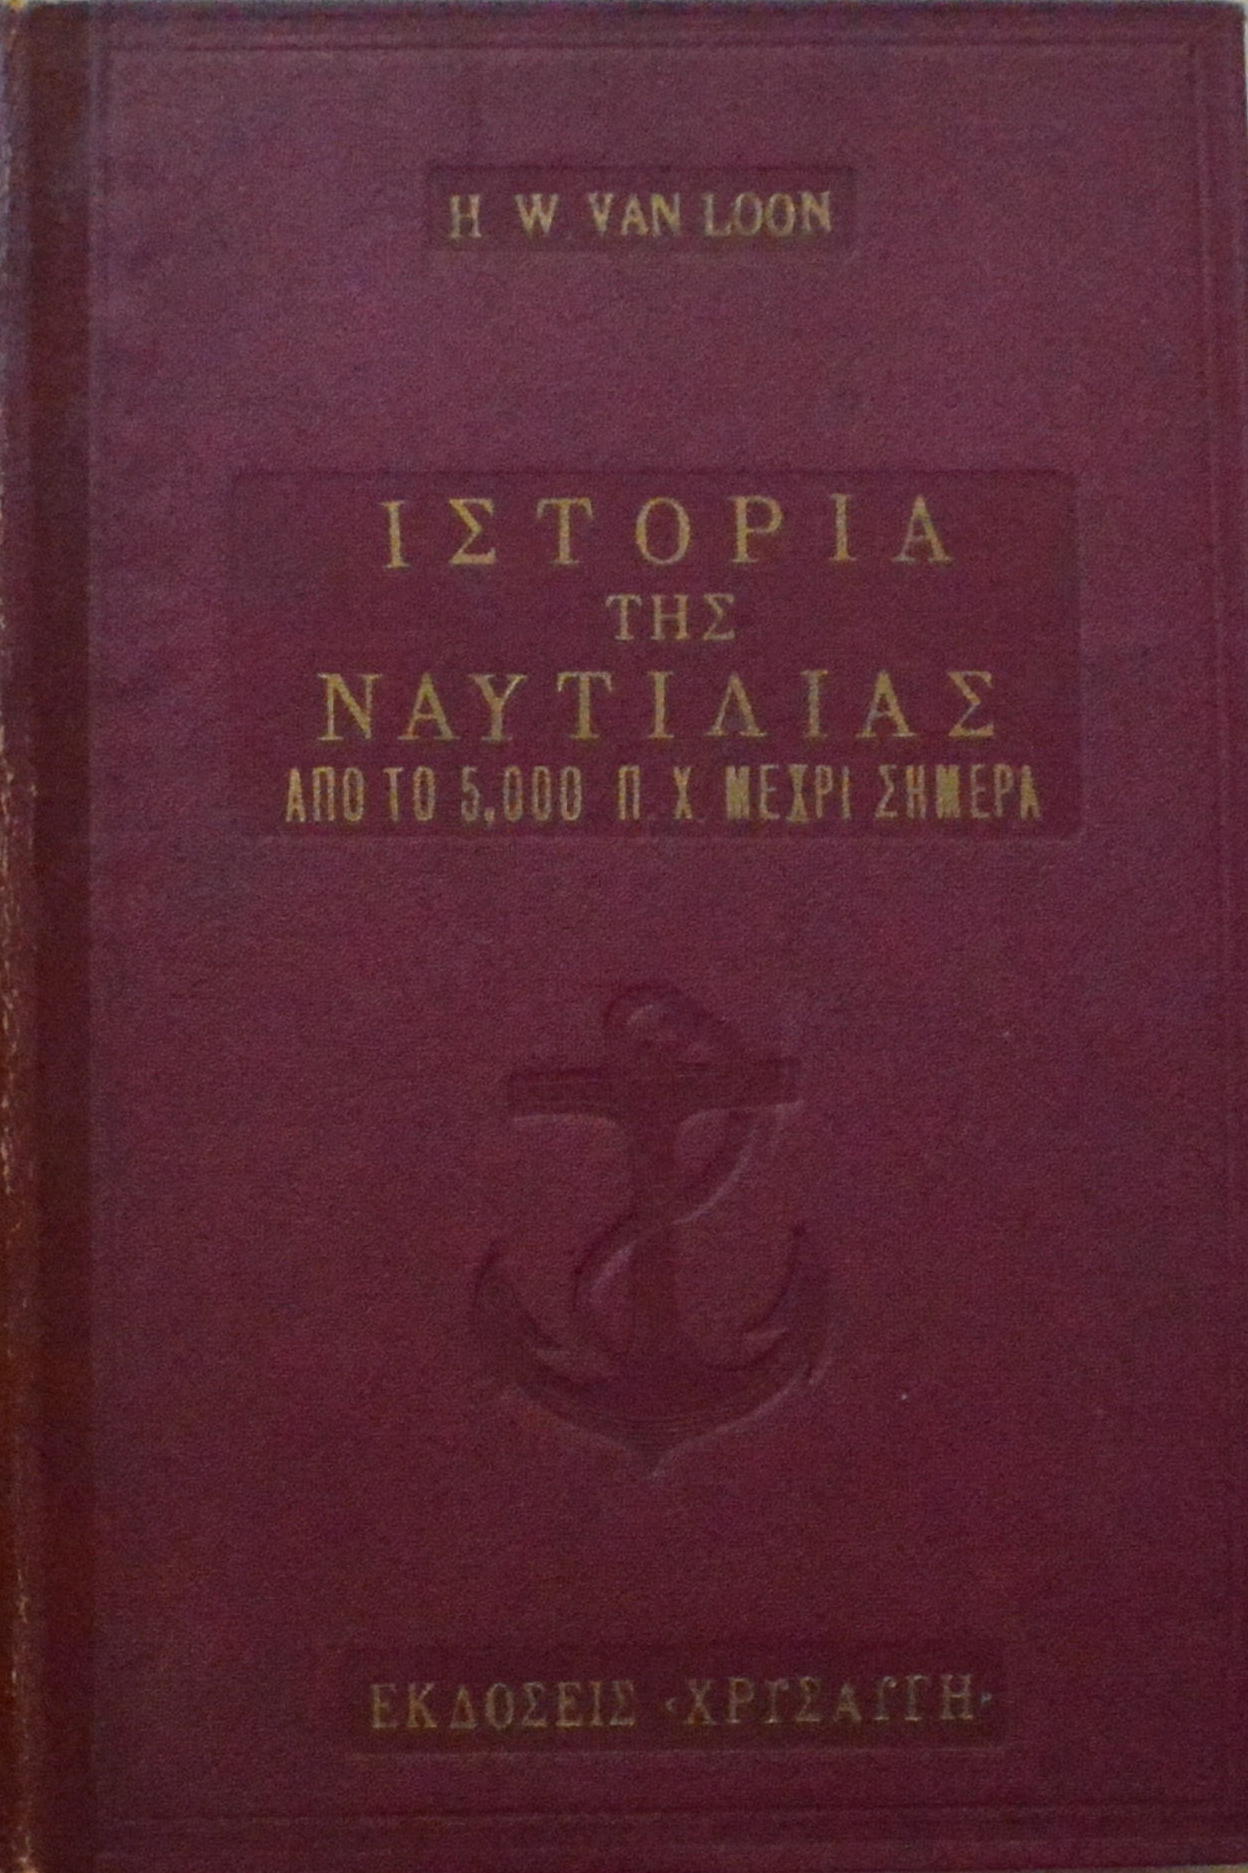 H W VAN LOON
ΙΣΤΟΡΙΑ
ΤΗΣ
ΝΑΥΤΙΛΙΑΣ
ΑΠΟ ΤΟ 5.000 Π Χ ΜΕΧΡΙ ΣΗΜΕΡΑ
ΕΚΔΟΣΕΙΣ «ΧΡΥΣΑΥΓΗ»